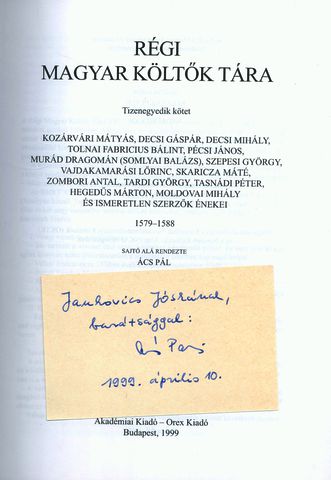 RÉGI
MAGYAR KÖLTŐK TÁRA
Tizenegyedik kötet
KOZÁRVÁRI MÁTYÁS, DECSI GÁSPÁR, DECSI MIHÁLY,
TOLNAI FABRICIUS BÁLINT, PÉCSI JÁNOS,
MURÁD DRAGOMÁN (SOMLYAI BALÁZS), SZEPESI GYÖRGY,
VAJDAKAMARÁSI LŐRINC, SKARICZA MÁTÉ,
ZOMBORI ANTAL, TARDI GYÖRGY, TASNÁDI PÉTER,
HEGEDŰS MÁRTON, MOLDOVAI MIHÁLY
ÉS ISMERETLEN SZERZŐK ÉNEKEI
1579–1588
SAJTÓ ALÁ RENDEZTE
ÁCS PÁL
Jankovics Józsinak,
barátsággal:
Ács Pali
1999. április 10.
Akadémiai Kiadó – Orex Kiadó
Budapest, 1999